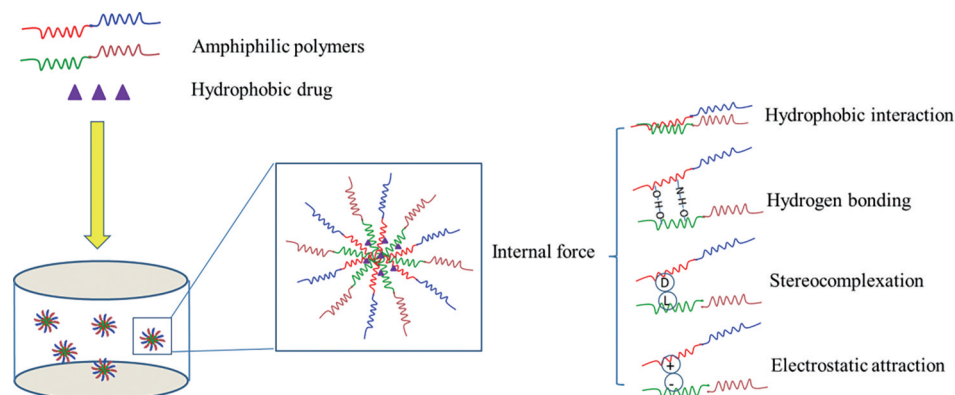 Amphiphilic polymers
Hydrophobic drug
Internal force
Hydrophobic interaction
O-H-O
N-H-O
Hydrogen bonding
D
L
Stereocomplexation
+
-
Electrostatic attraction